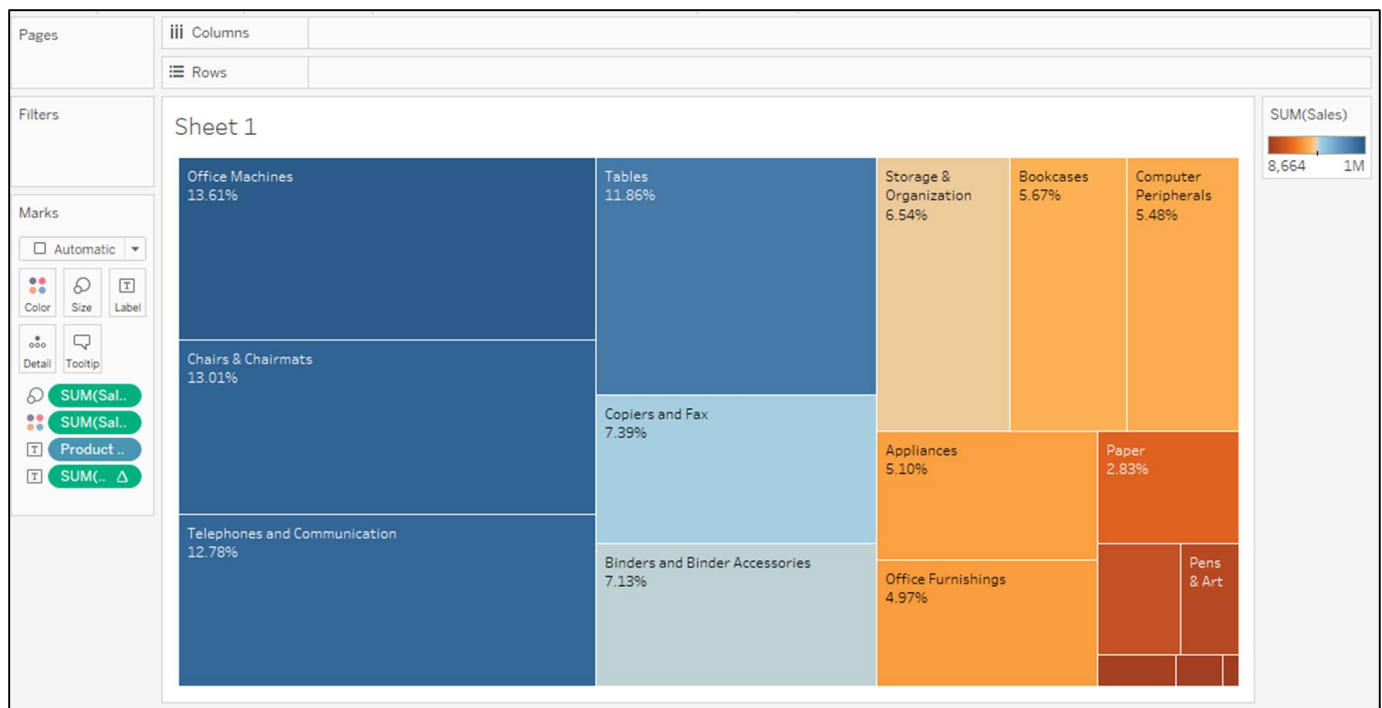 Pages
Columns
Rows
Filters
Sheet 1
SUM(Sales)
8,664 1M
Marks
Automatic
Color Size Label
Detail Tooltip
SUM(Sal..
SUM(Sal..
Product ..
SUM(.. Δ
Office Machines
13.61%
Chairs & Chairmats
13.01%
Telephones and Communication
12.78%
Tables
11.86%
Copiers and Fax
7.39%
Binders and Binder Accessories
7.13%
Storage &
Organization
6.54%
Bookcases
5.67%
Computer
Peripherals
5.48%
Appliances
5.10%
Office Furnishings
4.97%
Paper
2.83%
Pens
& Art